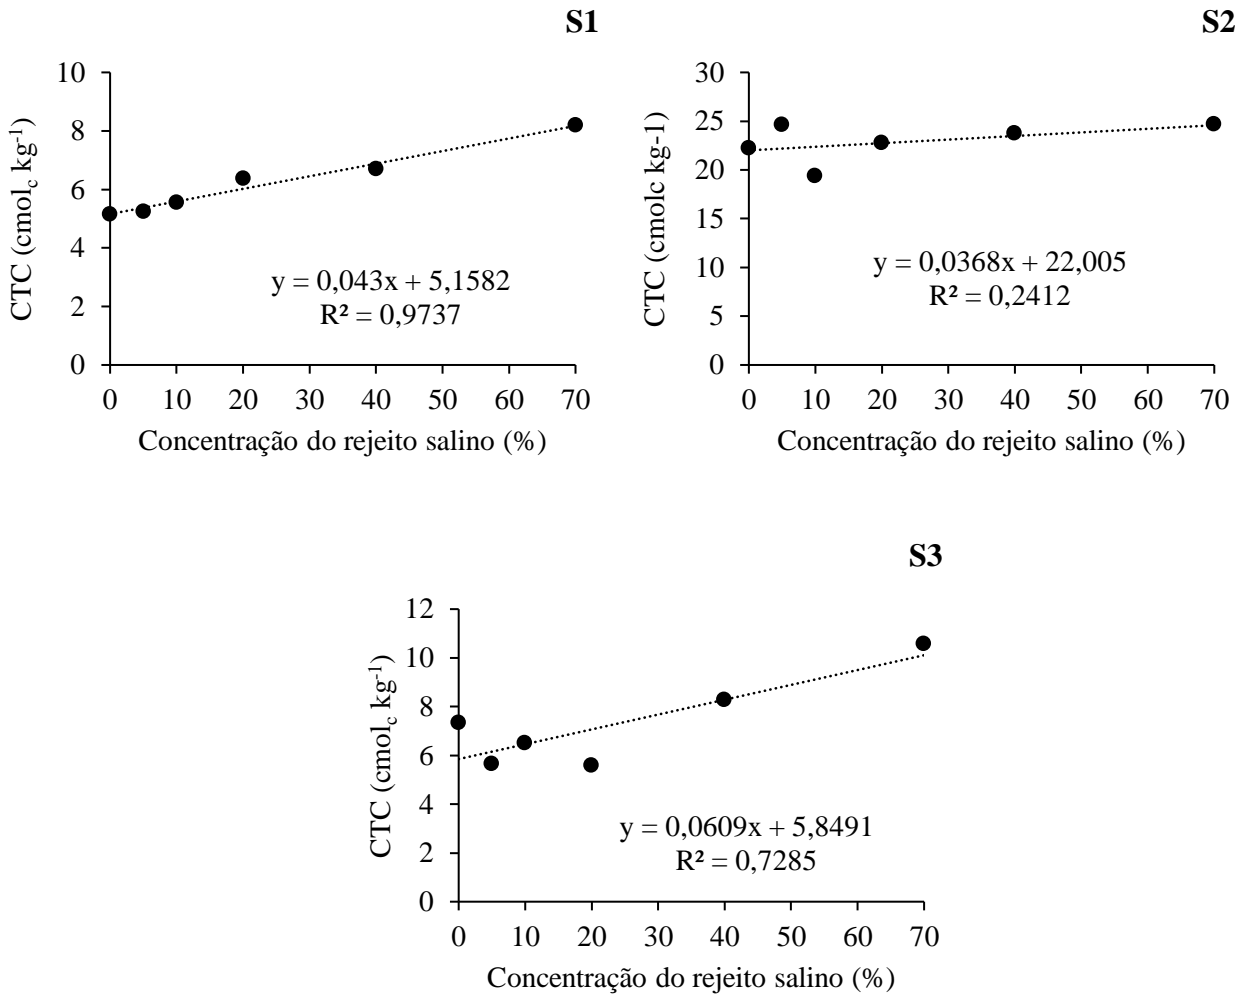 S1
10
8
6
4
2
0
CTC (cmolc kg-1)
y = 0,043x + 5,1582
R² = 0,9737
0 10 20 30 40 50 60 70
Concentração do rejeito salino (%)
S2
30
25
20
15
10
5
0
CTC (cmolc kg-1)
y = 0,0368x + 22,005
R² = 0,2412
0 10 20 30 40 50 60 70
Concentração do rejeito salino (%)
S3
12
10
8
6
4
2
0
CTC (cmolc kg-1)
y = 0,0609x + 5,8491
R² = 0,7285
0 10 20 30 40 50 60 70
Concentração do rejeito salino (%)